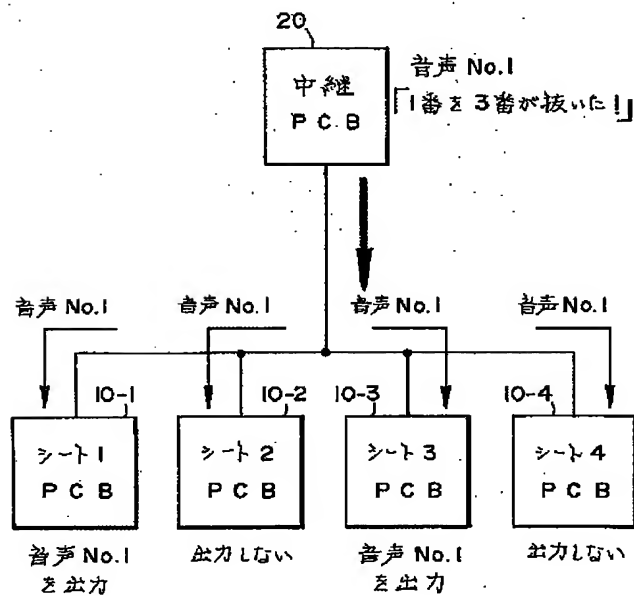 20
中継
PCB
音声 No.1
「1番を3番が抜いた!」
音声 No.1
音声 No.1
音声 No.1
音声 No.1
10-1
10-2
10-3
10-4
シート1
PCB
シート2
PCB
シート3
PCB
シート4
PCB
音声 No.1
を出力
出力しない
音声 No.1
を出力
出力しない